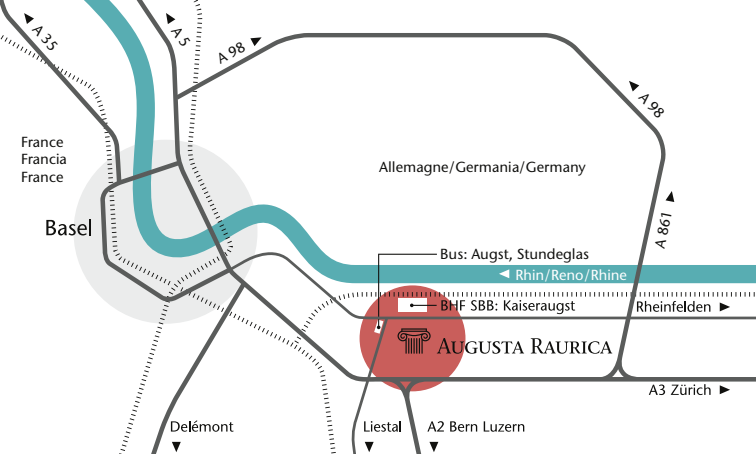 A 35
A 5
A 98
A 98
France
Francia
France
Allemagne/Germania/Germany
A 861
Basel
Bus: Augst, Stundeglas
Rhin/Reno/Rhine
BHF SBB: Kaiseraugst
Rheinfelden
AUGUSTA RAURICA
A3 Zürich
Delémont
Liestal
A2 Bern Luzern